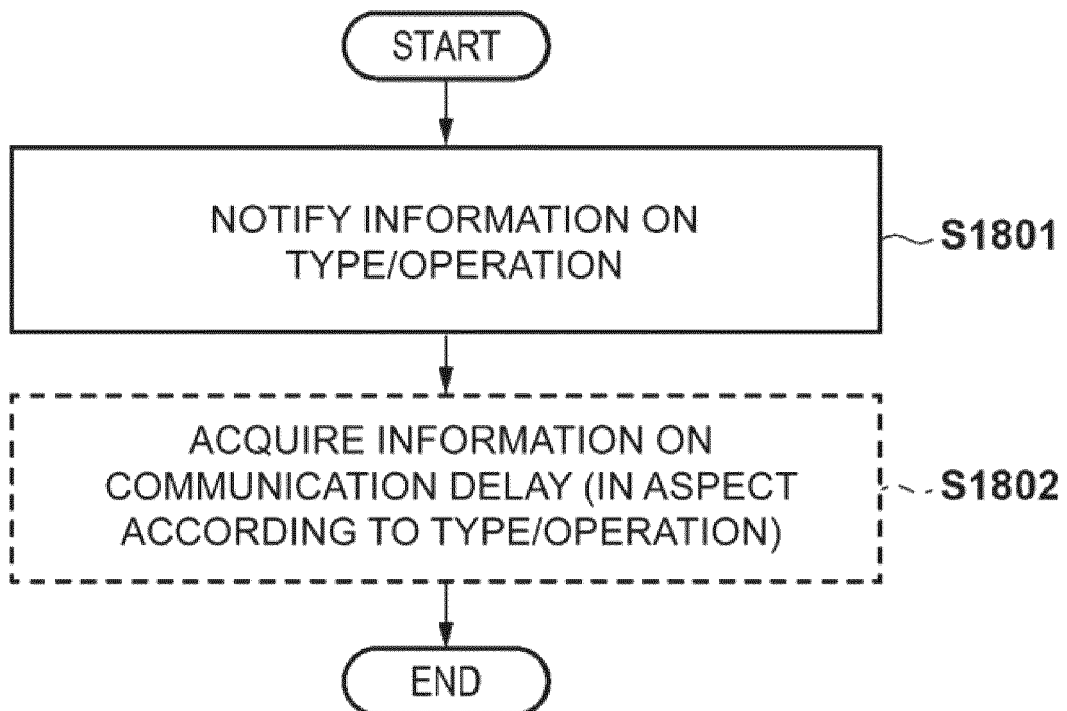 START
NOTIFY INFORMATION ON
TYPE/OPERATION
S1801
ACQUIRE INFORMATION ON
COMMUNICATION DELAY (IN ASPECT
ACCORDING TO TYPE/OPERATION)
S1802
END